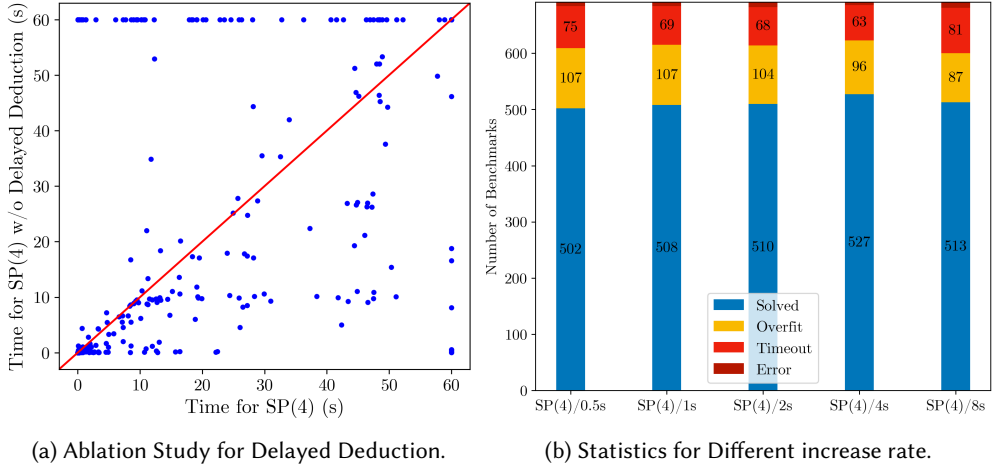 60
50
40
30
20
10
0
Time for SP(4) w/o Delayed Deduction (s)
0 10 20 30 40 50 60
Time for SP(4) (s)
(a) Ablation Study for Delayed Deduction.
600
500
400
300
200
100
0
Number of Benchmarks
75 69 68 63 81
107 107 104 96 87
502 508 510 527 513
Solved
Overfit
Timeout
Error
SP(4)/0.5s SP(4)/1s SP(4)/2s SP(4)/4s SP(4)/8s
(b) Statistics for Different increase rate.